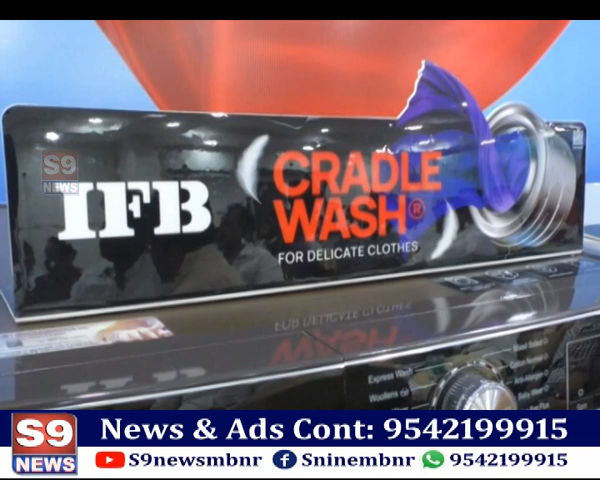 S9
NEWS
IFB
CRADLE
WASH®
FOR DELICATE CLOTHES
Express Wash
Woollens
S9
NEWS
News & Ads Cont: 9542199915
S9newsmbnr Sninembnr 9542199915